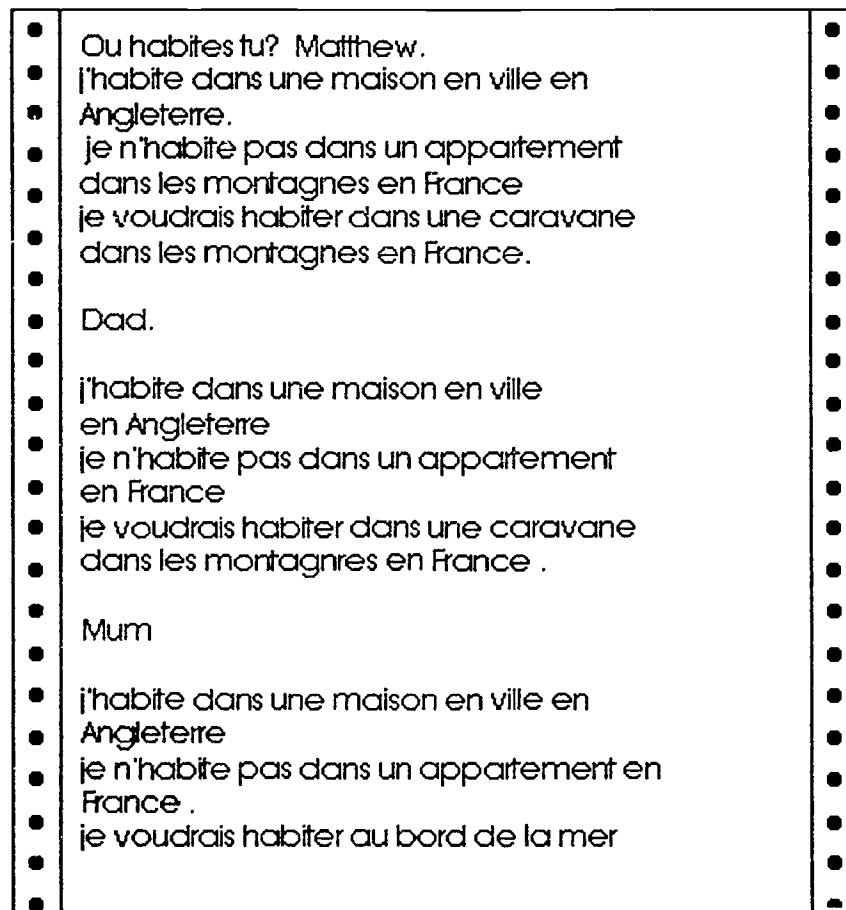 Ou habites tu?  Matthew.
j'habite dans une maison en ville en
Angleterre.
je n'habite pas dans un appartement
dans les montagnes en France
je voudrais habiter dans une caravane
dans les montagnes en France.
Dad.
j'habite dans une maison en ville
en Angleterre
je n'habite pas dans un appartement
en France
je voudrais habiter dans une caravane
dans les montagnres en France .
Mum
j'habite dans une maison en ville en
Angleterre
je n'habite pas dans un appartement en
France .
je voudrais habiter au bord de la mer